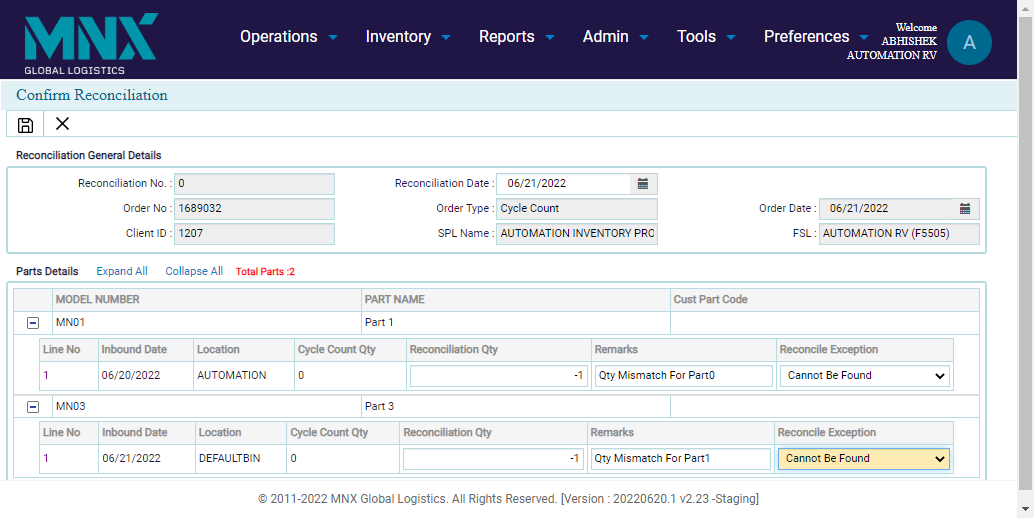 MNX
GLOBAL LOGISTICS
Operations Inventory Reports Admin Tools Preferences
Welcome
ABHISHEK
AUTOMATION RV
A
Confirm Reconciliation
Reconciliation General Details
Reconciliation No. : 0 Reconciliation Date : 06/21/2022
Order No : 1689032 Order Type : Cycle Count Order Date : 06/21/2022
Client ID : 1207 SPL Name : AUTOMATION INVENTORY PRO FSL : AUTOMATION RV (F5505)
Parts Details Expand All Collapse All Total Parts :2
MODEL NUMBER PART NAME Cust Part Code
MN01 Part 1
Line No Inbound Date Location Cycle Count Qty Reconciliation Qty Remarks Reconcile Exception
1 06/20/2022 AUTOMATION 0 -1 Qty Mismatch For Part0 Cannot Be Found
MN03 Part 3
Line No Inbound Date Location Cycle Count Qty Reconciliation Qty Remarks Reconcile Exception
1 06/21/2022 DEFAULTBIN 0 -1 Qty Mismatch For Part1 Cannot Be Found
© 2011-2022 MNX Global Logistics. All Rights Reserved. [Version : 20220620.1 v2.23 -Staging]